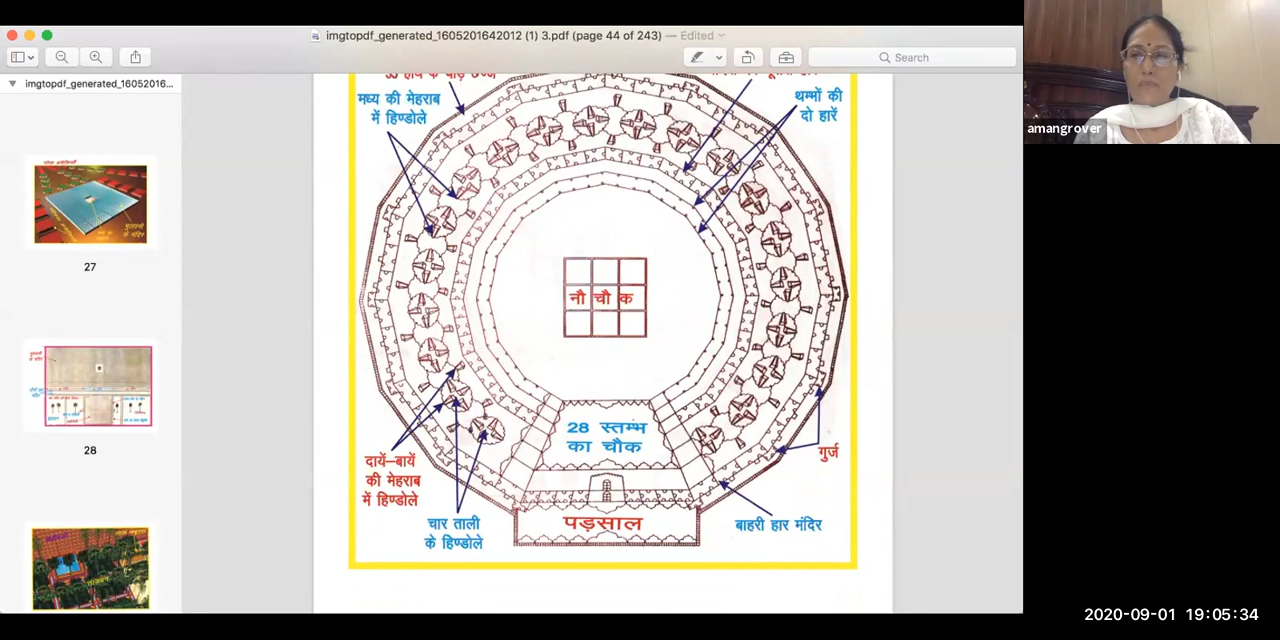 imgtopdf_generated_1605201642012 (1) 3.pdf (page 44 of 243) — Edited
Search
imgtopdf_generated_16052016...
27
28
मध्य की मेहराब
में हिण्डोले
थम्भों की
दो हारें
नौ चौ क
28 स्तम्भ
का चौक
दायें–बायें
की मेहराब
में हिण्डोले
गुर्ज
चार ताली
के हिण्डोले
पड़साल
बाहरी हार मंदिर
amangrover
2020-09-01 19:05:34